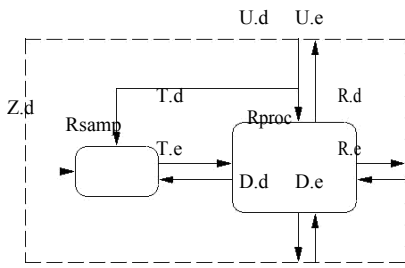 U.d U.e
Z.d
T.d
R.d
Rsamp
Rproc
T.e
R.e
D.d D.e